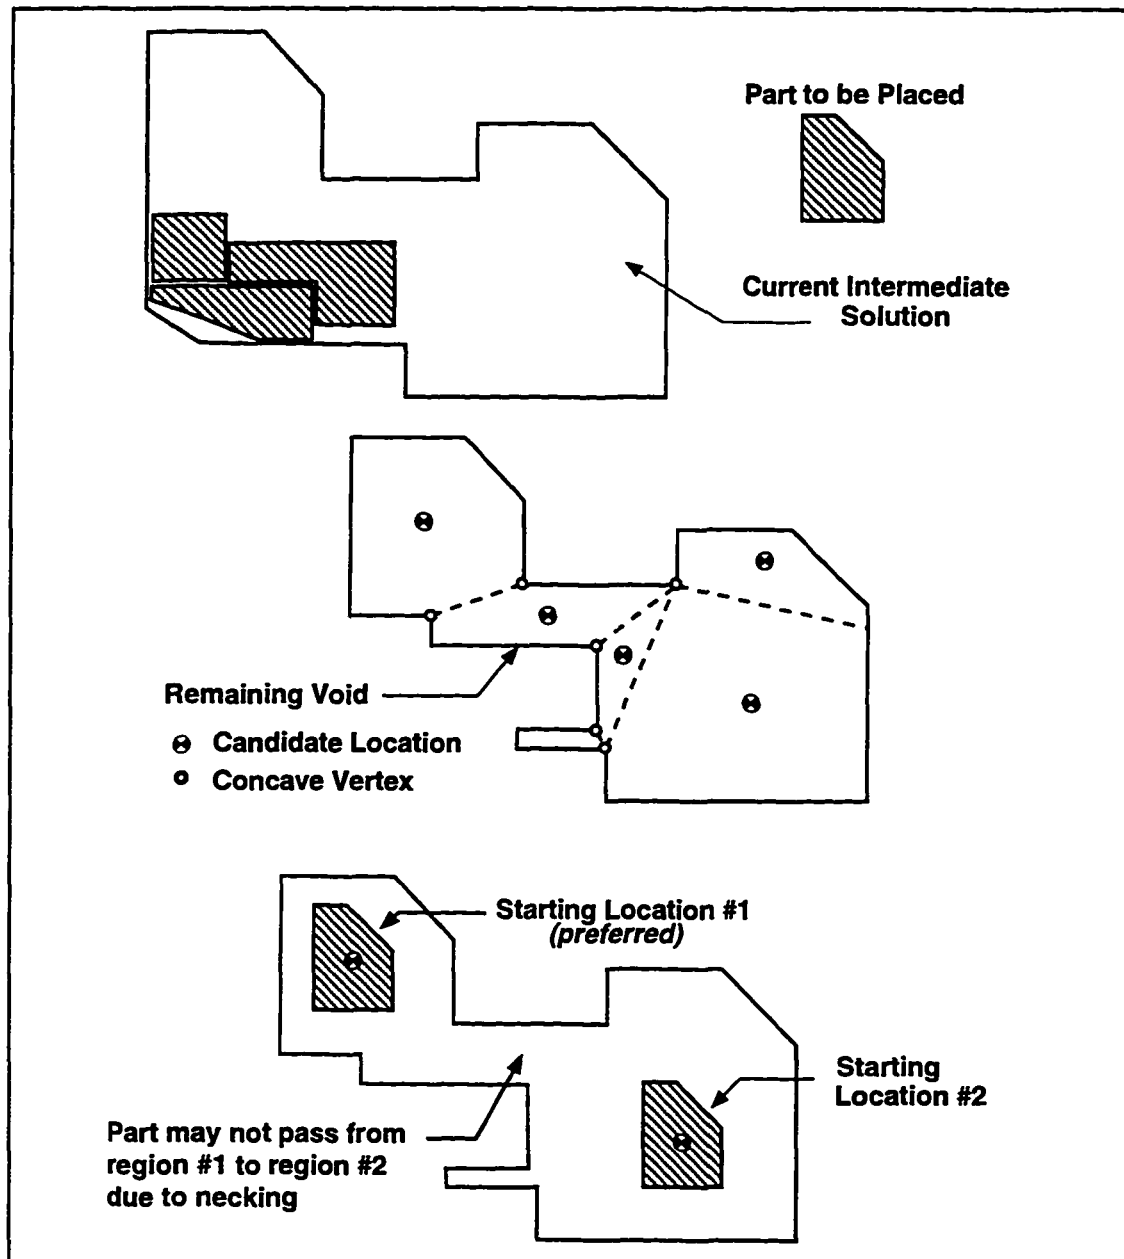 Part to be Placed
Current Intermediate
Solution
Remaining Void
Candidate Location
Concave Vertex
Starting Location #1
(preferred)
Starting
Location #2
Part may not pass from
region #1 to region #2
due to necking